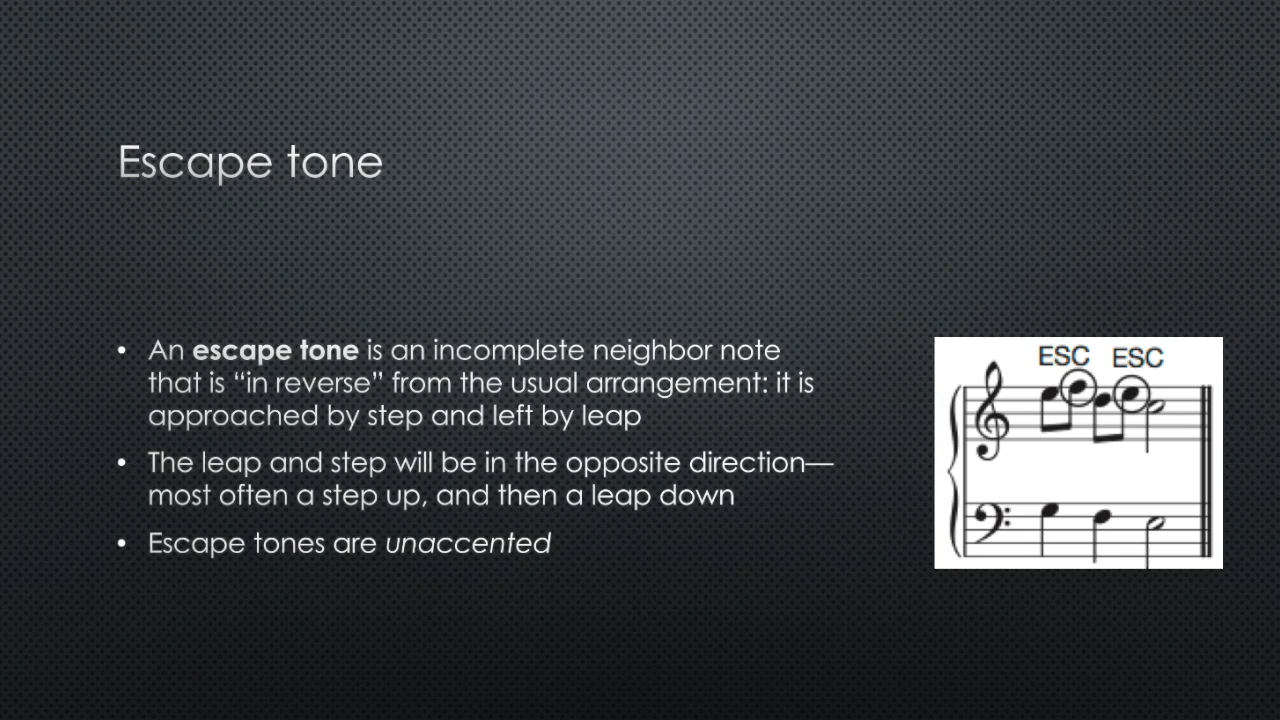 Escape tone
• An escape tone is an incomplete neighbor note
that is “in reverse” from the usual arrangement: it is
approached by step and left by leap
• The leap and step will be in the opposite direction—
most often a step up, and then a leap down
• Escape tones are unaccented
ESC ESC